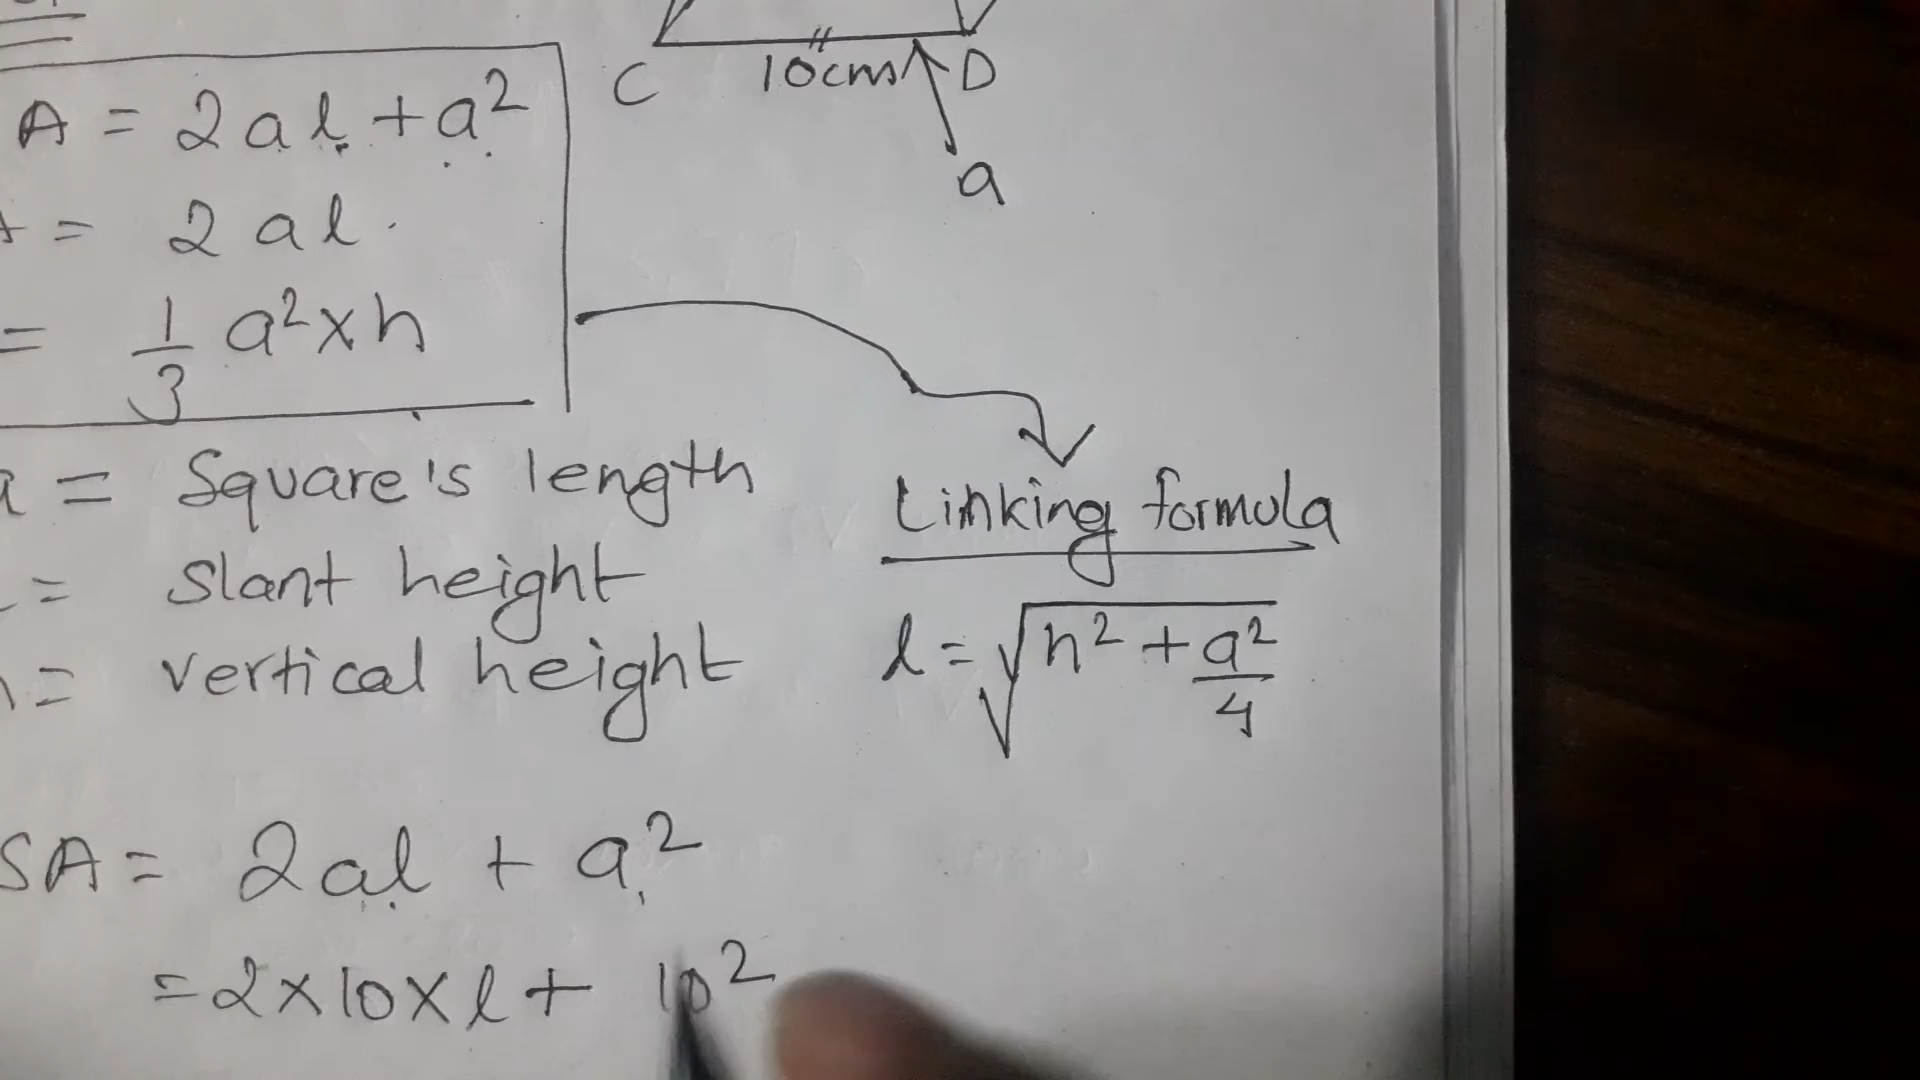 C 10cm D
a
A = 2al + a²
= 2al.
= 1/3 a² x h
a = Square's length
= slant height
= vertical height
Linking formula
l = √h² + a²/4
SA = 2al + a²
= 2 x 10 x l + 10²